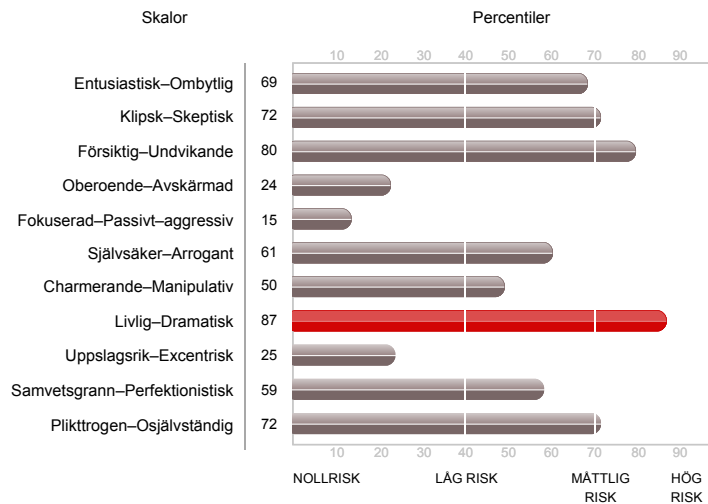 Skalor Percentiler
10 20 30 40 50 60 70 80 90
Entusiastisk–Ombytlig 69
Klipsk–Skeptisk 72
Försiktig–Undvikande 80
Oberoende–Avskärmad 24
Fokuserad–Passivt–aggressiv 15
Självsäker–Arrogant 61
Charmerande–Manipulativ 50
Livlig–Dramatisk 87
Uppslagsrik–Excentrisk 25
Samvetsgrann–Perfektionistisk 59
Plikttrogen–Osjälvständig 72
10 20 30 40 50 60 70 80 90
NOLLRISK LÅG RISK MÅTTLIG HÖG
RISK RISK